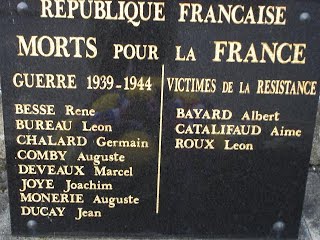 RÉPUBLIQUE FRANCAISE
MORTS POUR LA FRANCE
GUERRE 1939-1944
BESSE Rene
BUREAU Leon
CHALARD Germain
COMBY Auguste
DEVEAUX Marcel
JOYE Joachim
MONERIE Auguste
DUCAY Jean
VICTIMES DE LA RESISTANCE
BAYARD Albert
CATALIFAUD Aime
ROUX Leon